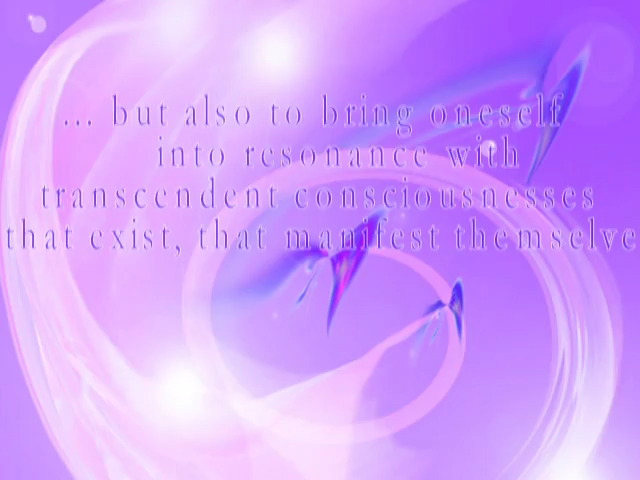 ... but also to bring oneself
into resonance with
transcendent consciousnesses
that exist, that manifest themselve